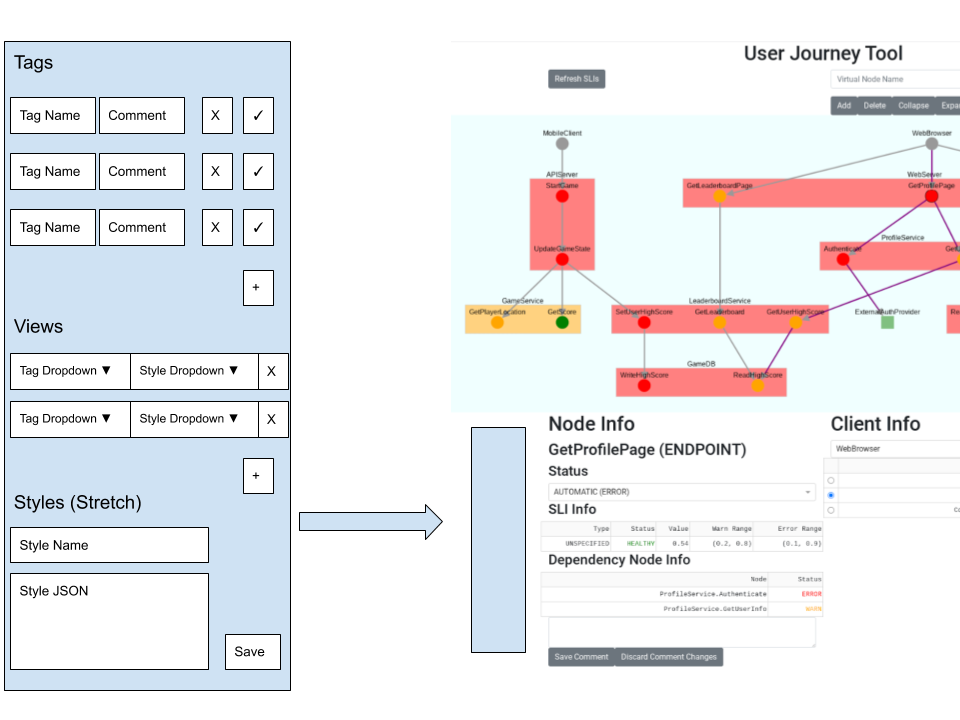 Tags
Tag Name Comment X ✓
Tag Name Comment X ✓
Tag Name Comment X ✓
+
Views
Tag Dropdown ▼ Style Dropdown ▼ X
Tag Dropdown ▼ Style Dropdown ▼ X
+
Styles (Stretch)
Style Name
Style JSON
Save
User Journey Tool
Refresh SLIs
Virtual Node Name
Add Delete Collapse
MobileClient
WebBrowser
APIServer
WebServer
StartGame
GetLeaderboardPage
GetProfilePage
ProfileService
UpdateGameState
Authenticate
GameService
LeaderboardService
GetPlayerLocation
GetScore
SetUserHighScore
GetLeaderboard
GetUserHighScore
ExternalAuthProvider
GameDB
WriteHighScore
ReadHighScore
Node Info
GetProfilePage (ENDPOINT)
Status
AUTOMATIC (ERROR)
SLI Info
Type Status Value Warn Range Error Range
UNSPECIFIED HEALTHY 0.54 (0.2, 0.8) (0.1, 0.9)
Dependency Node Info
Node Status
ProfileService.Authenticate ERROR
ProfileService.GetUserInfo WARN
Save Comment Discard Comment Changes
Client Info
WebBrowser